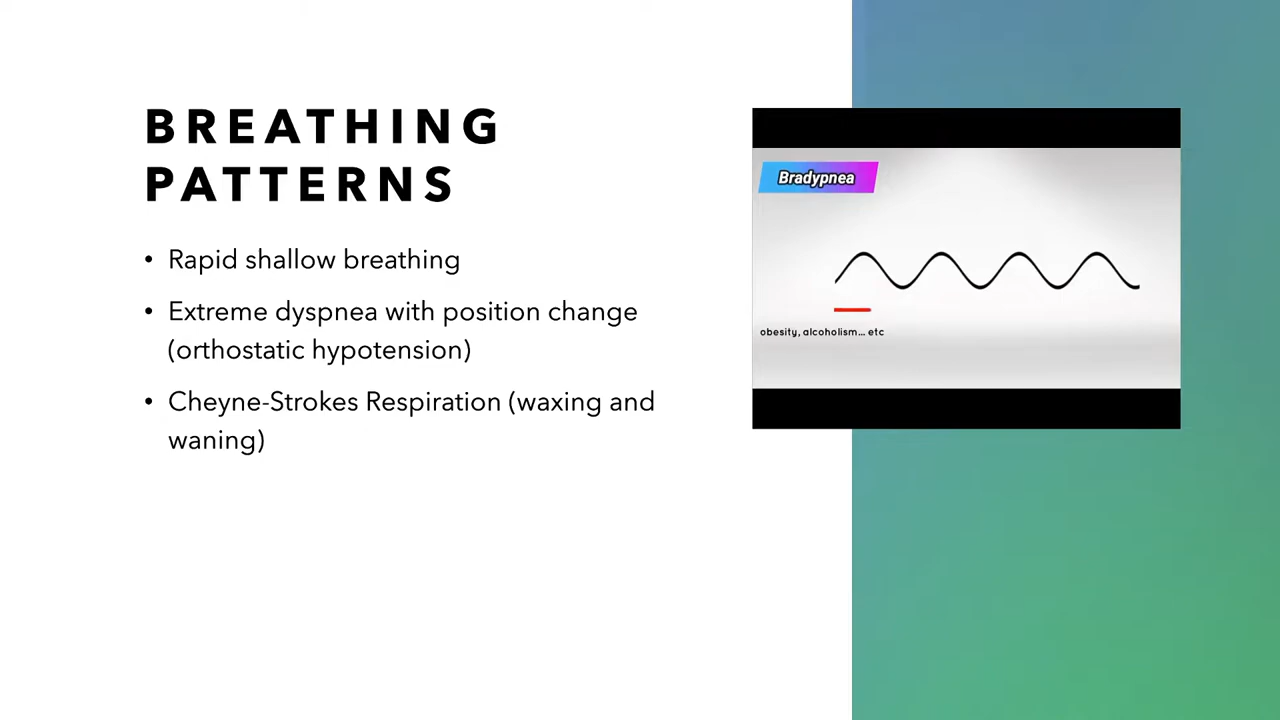 BREATHING
PATTERNS
• Rapid shallow breathing
• Extreme dyspnea with position change
(orthostatic hypotension)
• Cheyne-Strokes Respiration (waxing and
waning)
Bradypnea
obesity, alcoholism... etc